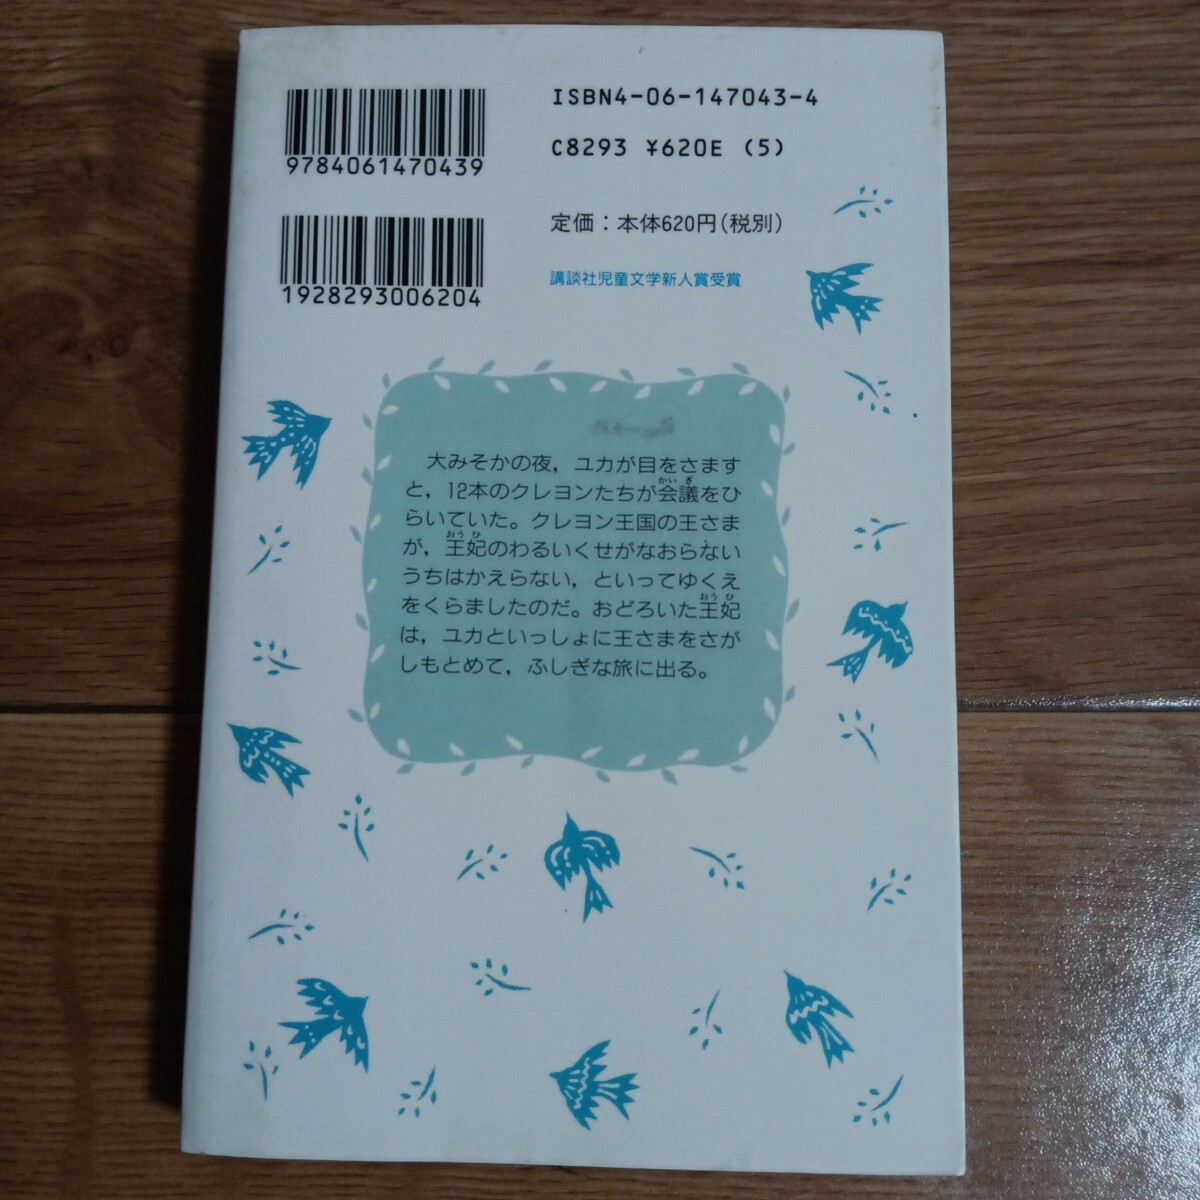 ISBN4-06-147043-4
9784061470439
C8293 ¥620E (5)
1928293006204
定価：本体620円(税別)
講談社児童文学新人賞受賞
大みそかの夜，ユカが目をさます
と，12本のクレヨンたちが会議をひ
らいていた。クレヨン王国の王さま
が，王妃のわるいくせがなおらない
うちはかえらない，といってゆくえ
をくらましたのだ。おどろいた王妃
は，ユカといっしょに王さまをさが
しもとめて，ふしぎな旅に出る。